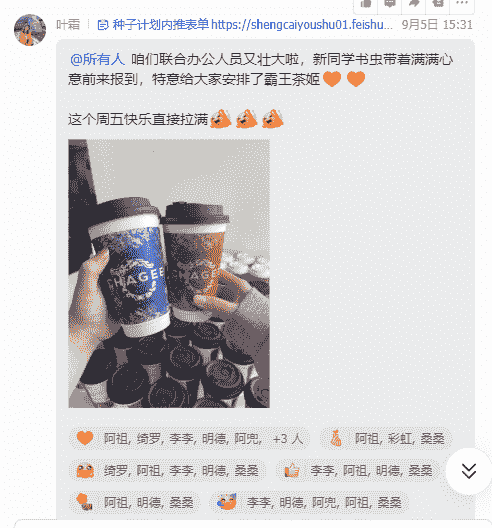 叶霜 种子计划内推表单 https://shengcaiyoushu01.feishu... 9月5日 15:31
@所有人 咱们联合办公人员又壮大啦，新同学书虫带着满满心
意前来报到，特意给大家安排了霸王茶姬
这个周五快乐直接拉满
CHAGEE
HAGEE
阿祖, 绮罗, 李李, 明德, 阿兜, +3 人
阿祖, 彩虹, 桑桑
绮罗, 阿祖, 李李, 明德, 桑桑
李李, 阿祖, 明德, 桑桑
阿祖, 明德, 桑桑
李李, 明德, 阿兜, 阿祖, 桑桑